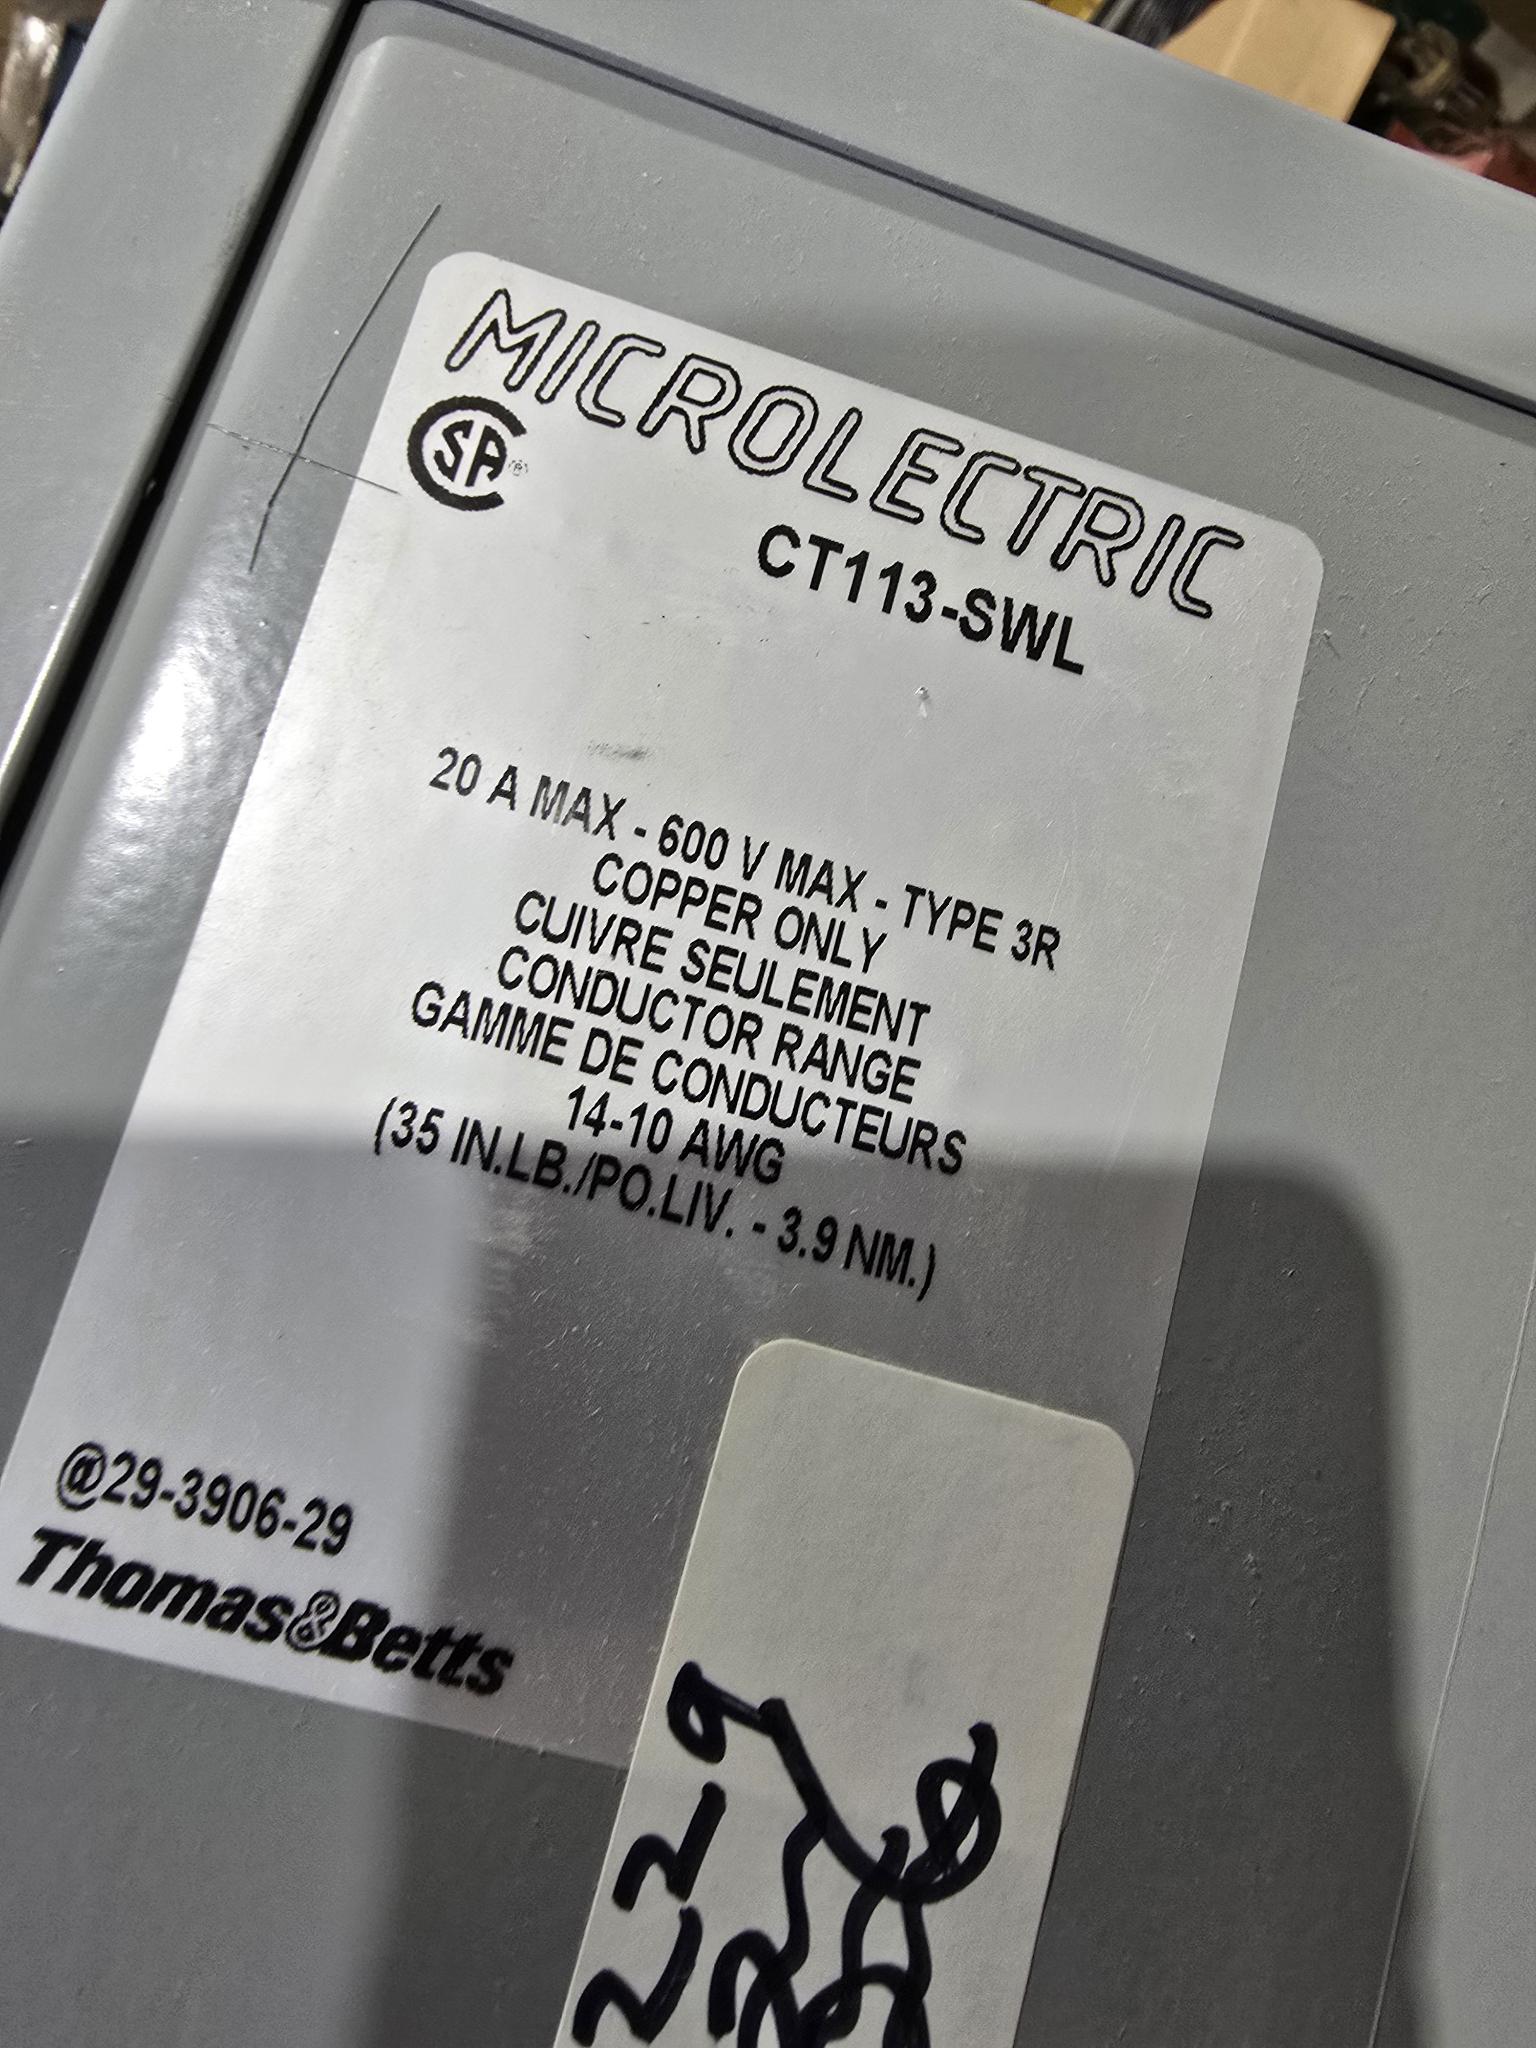 MICROLECTRIC
CSA®
CT113-SWL
20 A MAX - 600 V MAX - TYPE 3R
COPPER ONLY
CUIVRE SEULEMENT
CONDUCTOR RANGE
GAMME DE CONDUCTEURS
14-10 AWG
(35 IN.LB./PO.LIV. - 3.9 NM.)
@29-3906-29
Thomas&Betts